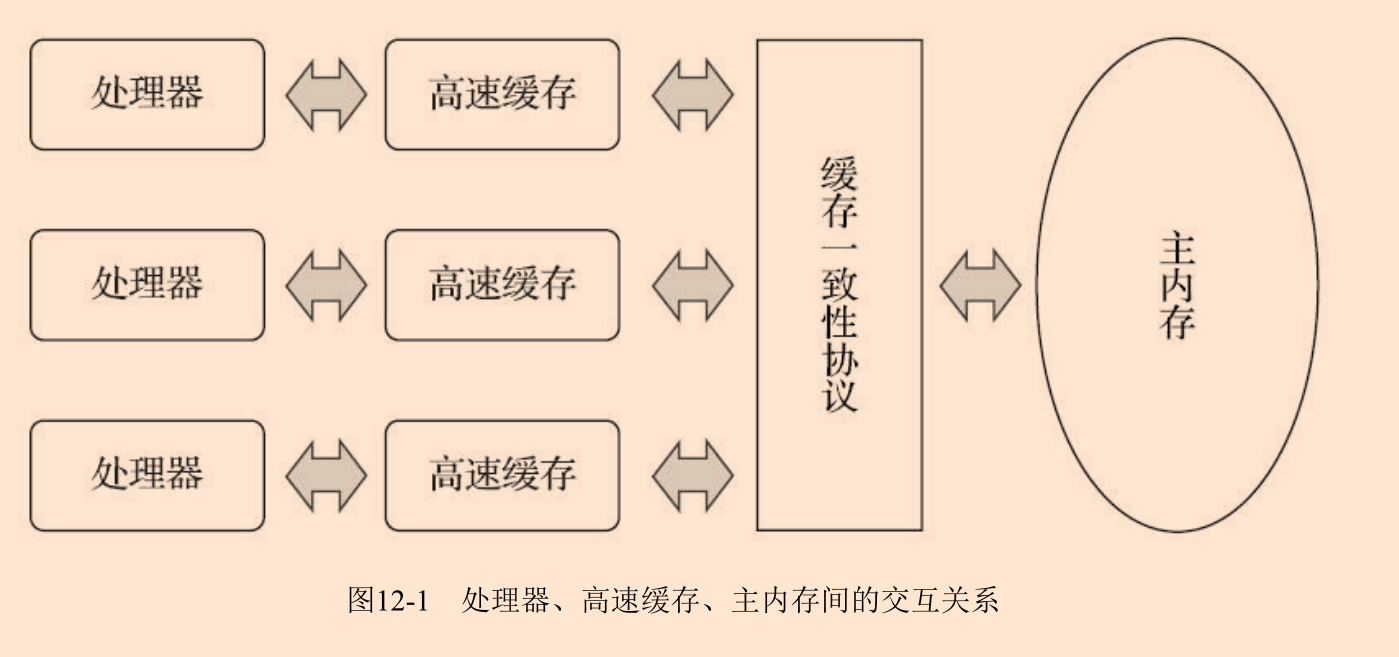 处理器
高速缓存
处理器
高速缓存
处理器
高速缓存
缓存一致性协议
主内存
图12-1 处理器、高速缓存、主内存间的交互关系